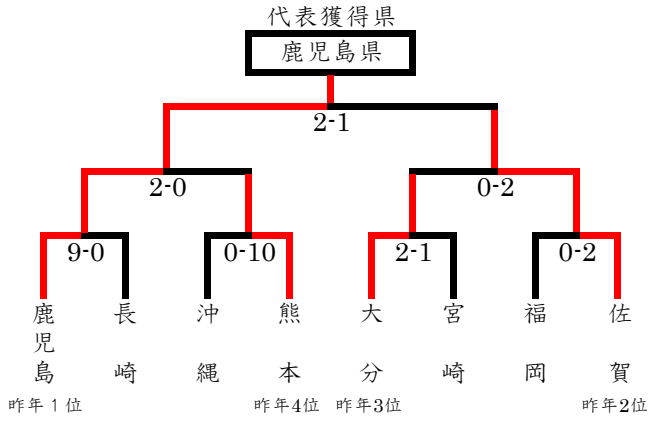 代表獲得県
鹿児島県
2-1
2-0
0-2
9-0
0-10
2-1
0-2
鹿児島
長崎
沖縄
熊本
大分
宮崎
福岡
佐賀
昨年１位
昨年4位
昨年3位
昨年2位